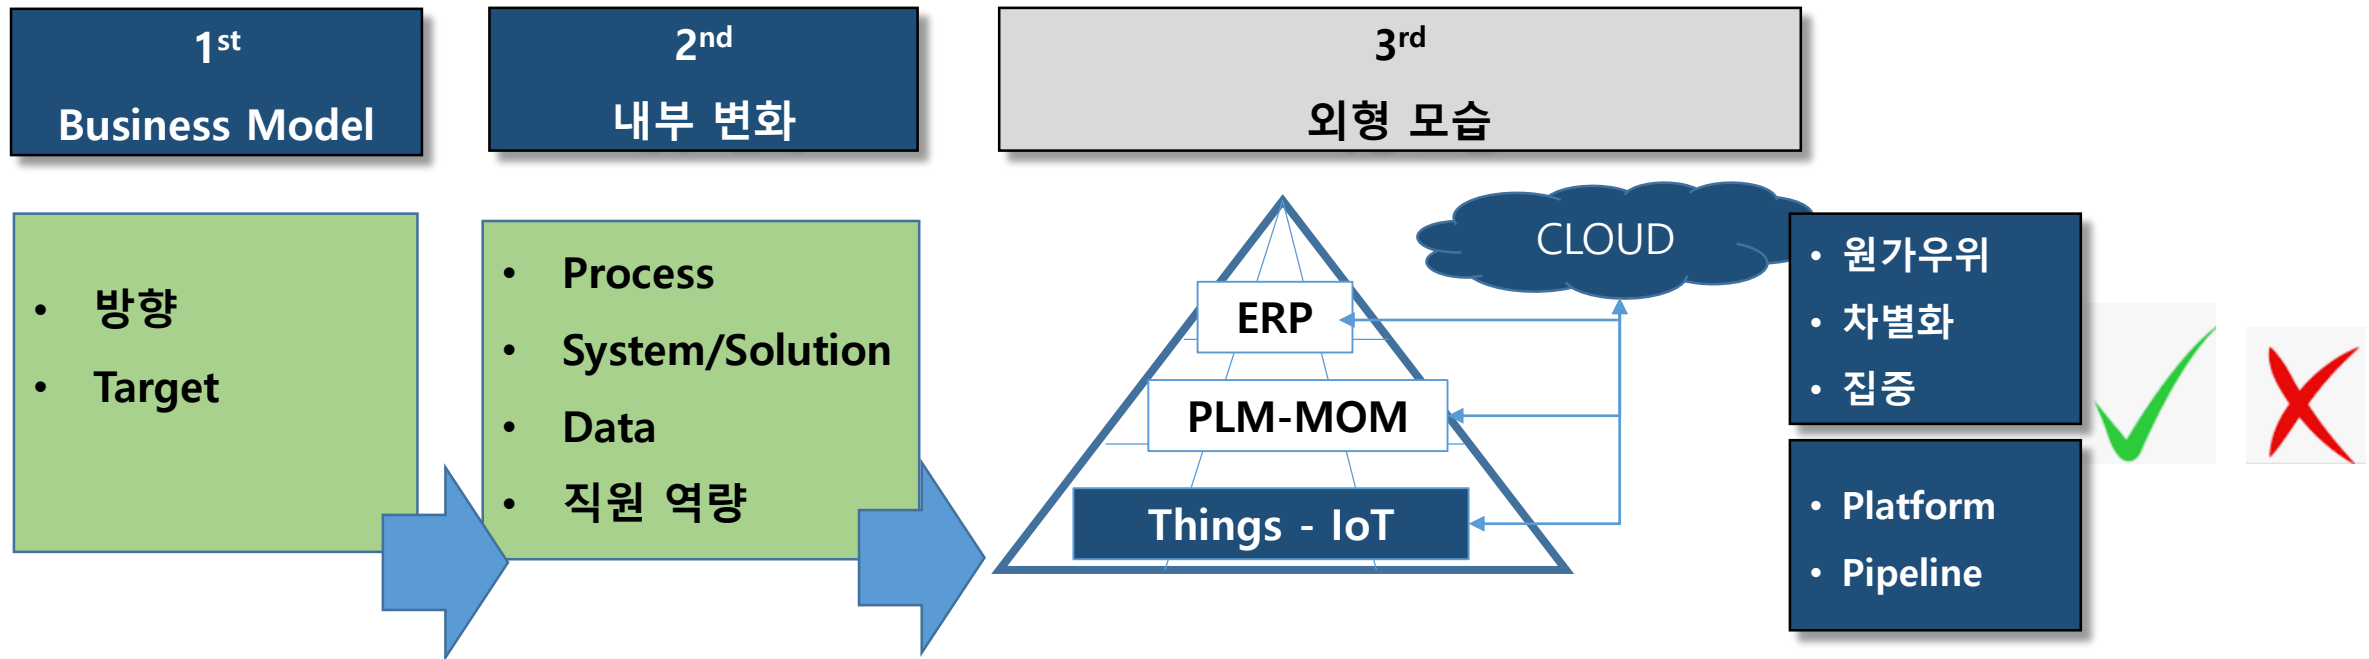 1st
Business Model
2nd
내부 변화
3rd
외형 모습
• 방향
• Target
• Process
• System/Solution
• Data
• 직원 역량
CLOUD
ERP
PLM-MOM
Things - IoT
• 원가우위
• 차별화
• 집중
• Platform
• Pipeline